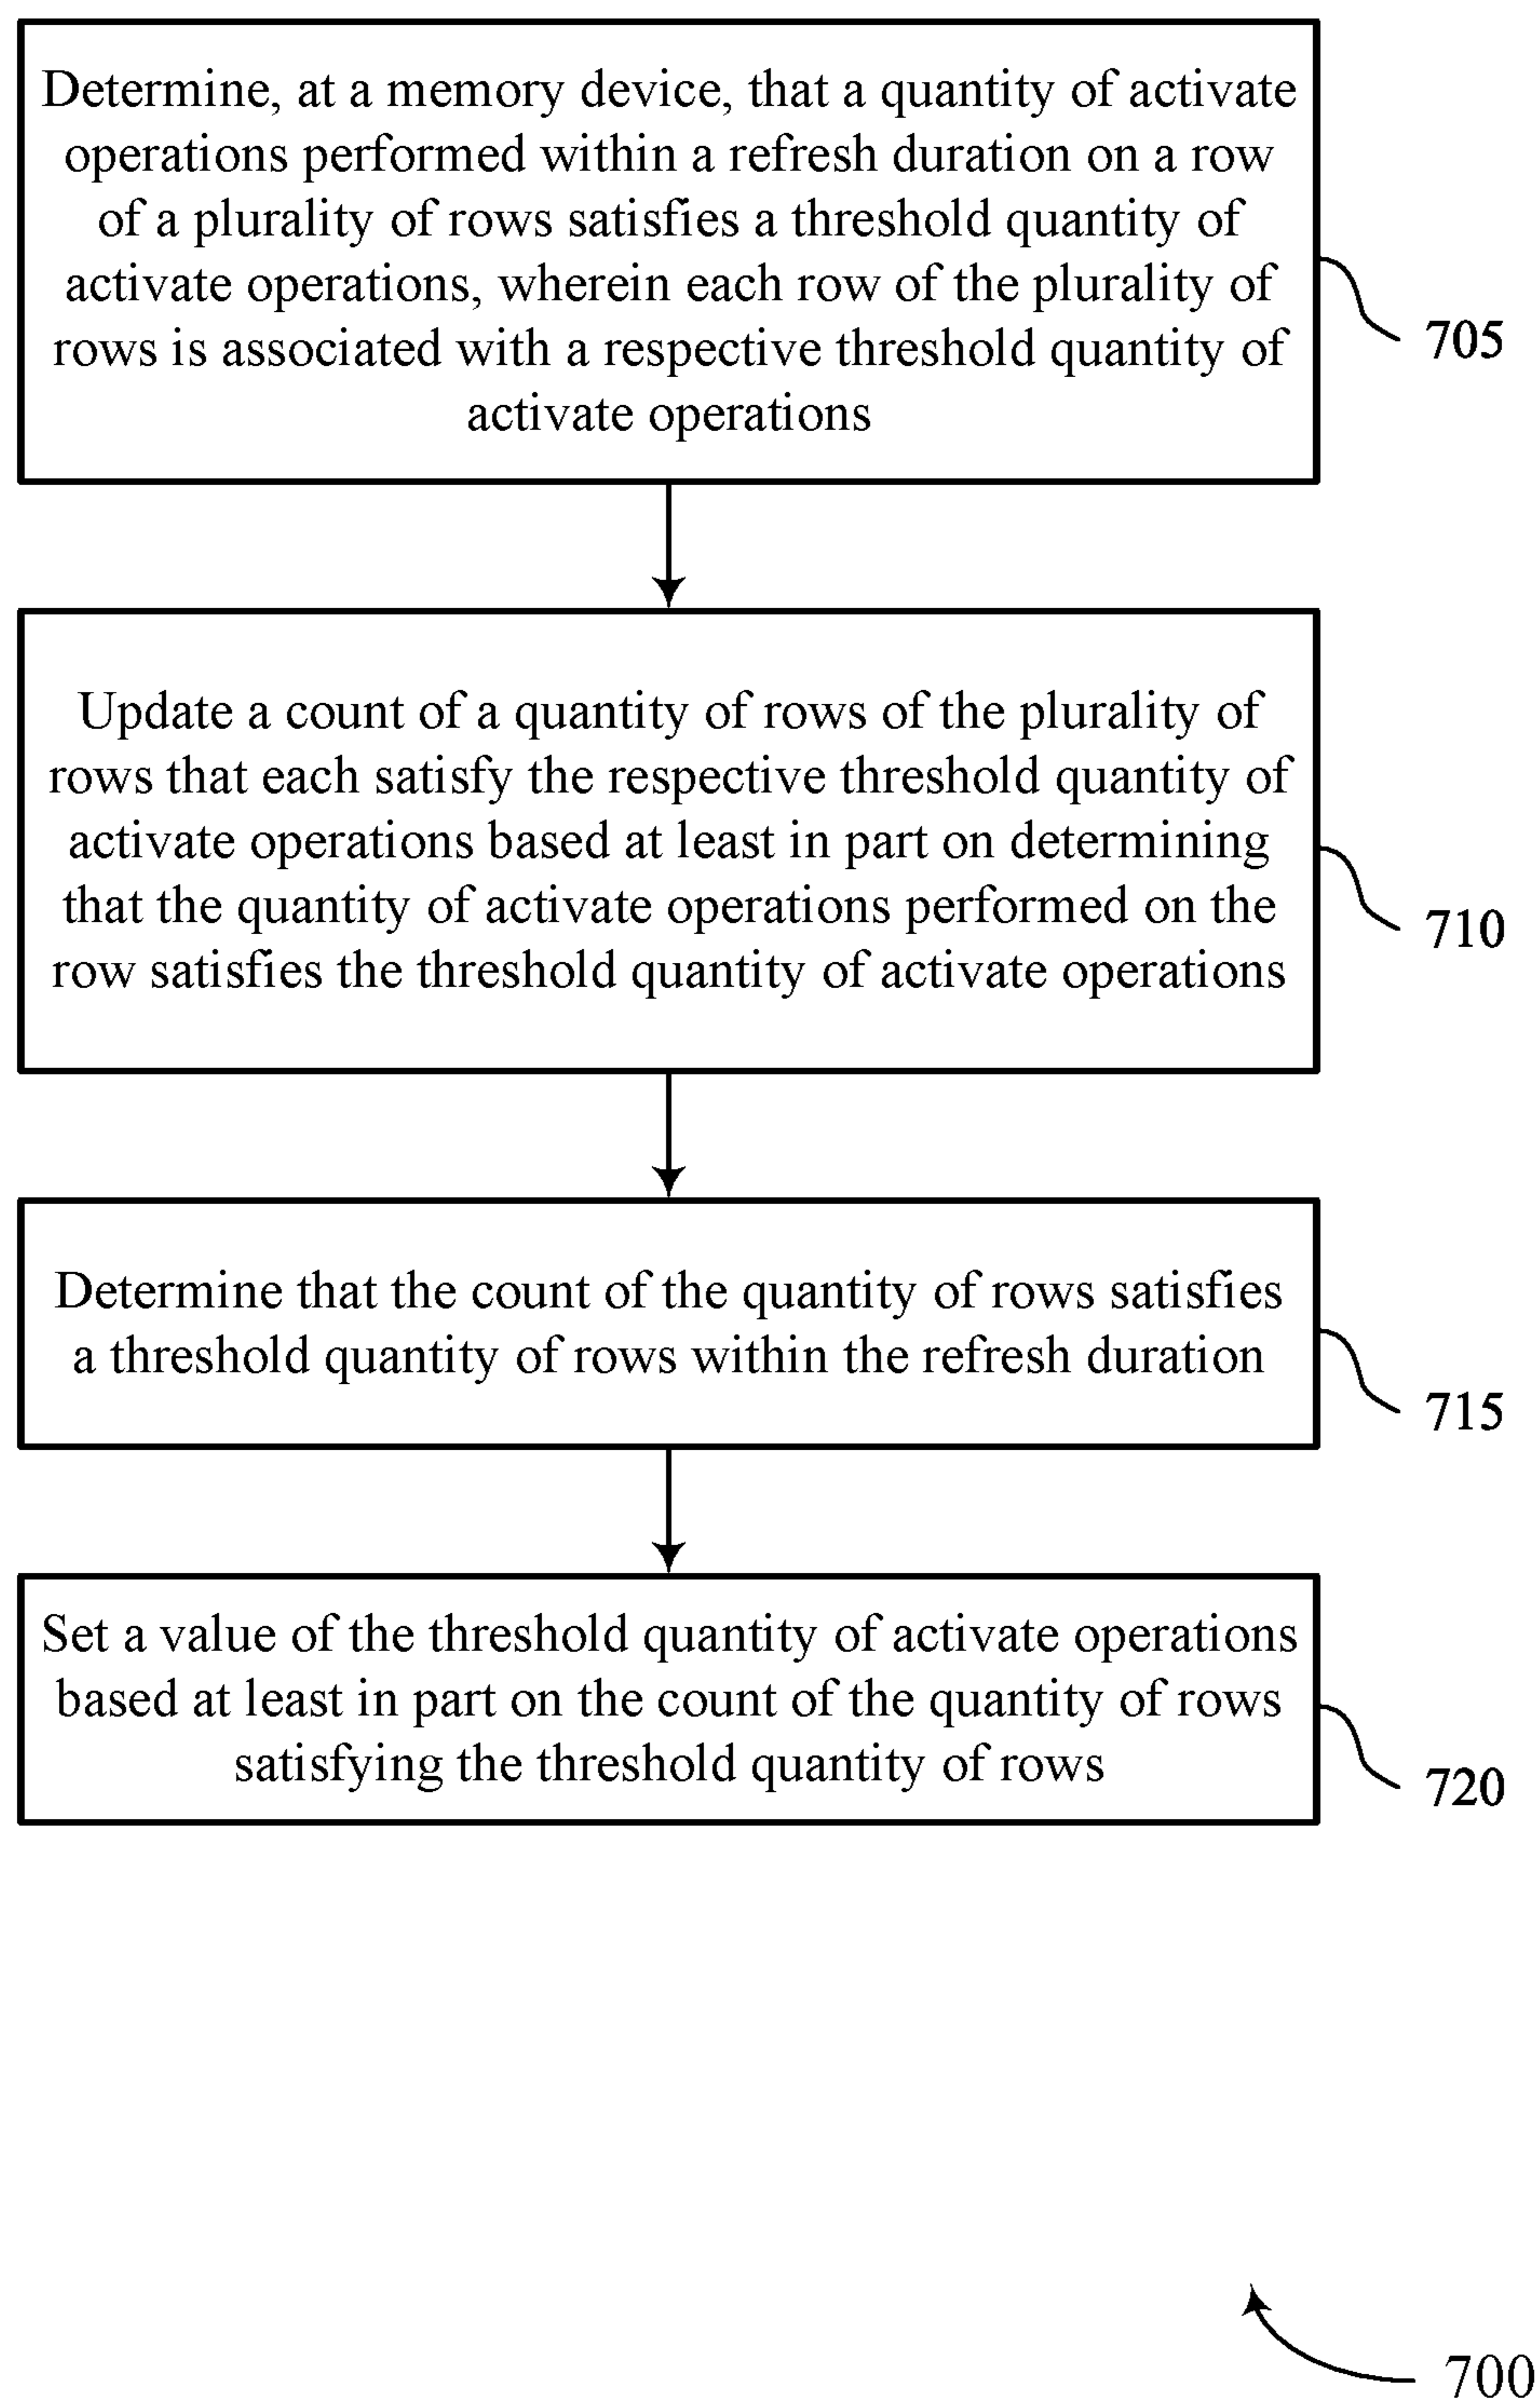 Determine, at a memory device, that a quantity of activate
operations performed within a refresh duration on a row
of a plurality of rows satisfies a threshold quantity of
activate operations, wherein each row of the plurality of
rows is associated with a respective threshold quantity of
activate operations
705
Update a count of a quantity of rows of the plurality of
rows that each satisfy the respective threshold quantity of
activate operations based at least in part on determining
that the quantity of activate operations performed on the
row satisfies the threshold quantity of activate operations
710
Determine that the count of the quantity of rows satisfies
a threshold quantity of rows within the refresh duration
715
Set a value of the threshold quantity of activate operations
based at least in part on the count of the quantity of rows
satisfying the threshold quantity of rows
720
700